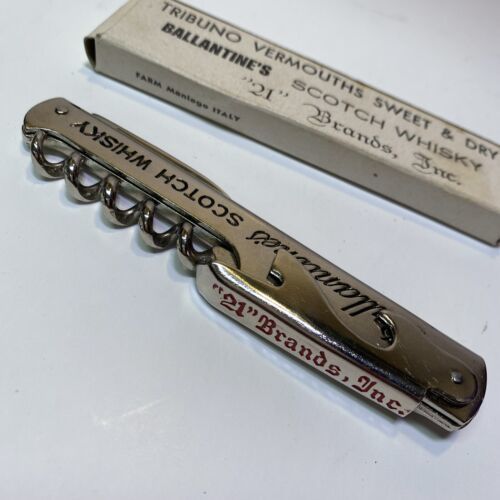 TRIBUNO VERMOUTHS SWEET & DRY
BALLANTINE'S SCOTCH WHISKY
"21" Brands, Inc.
FARM Maniago ITALY
Ballantine's SCOTCH WHISKY
"21" Brands, Inc.